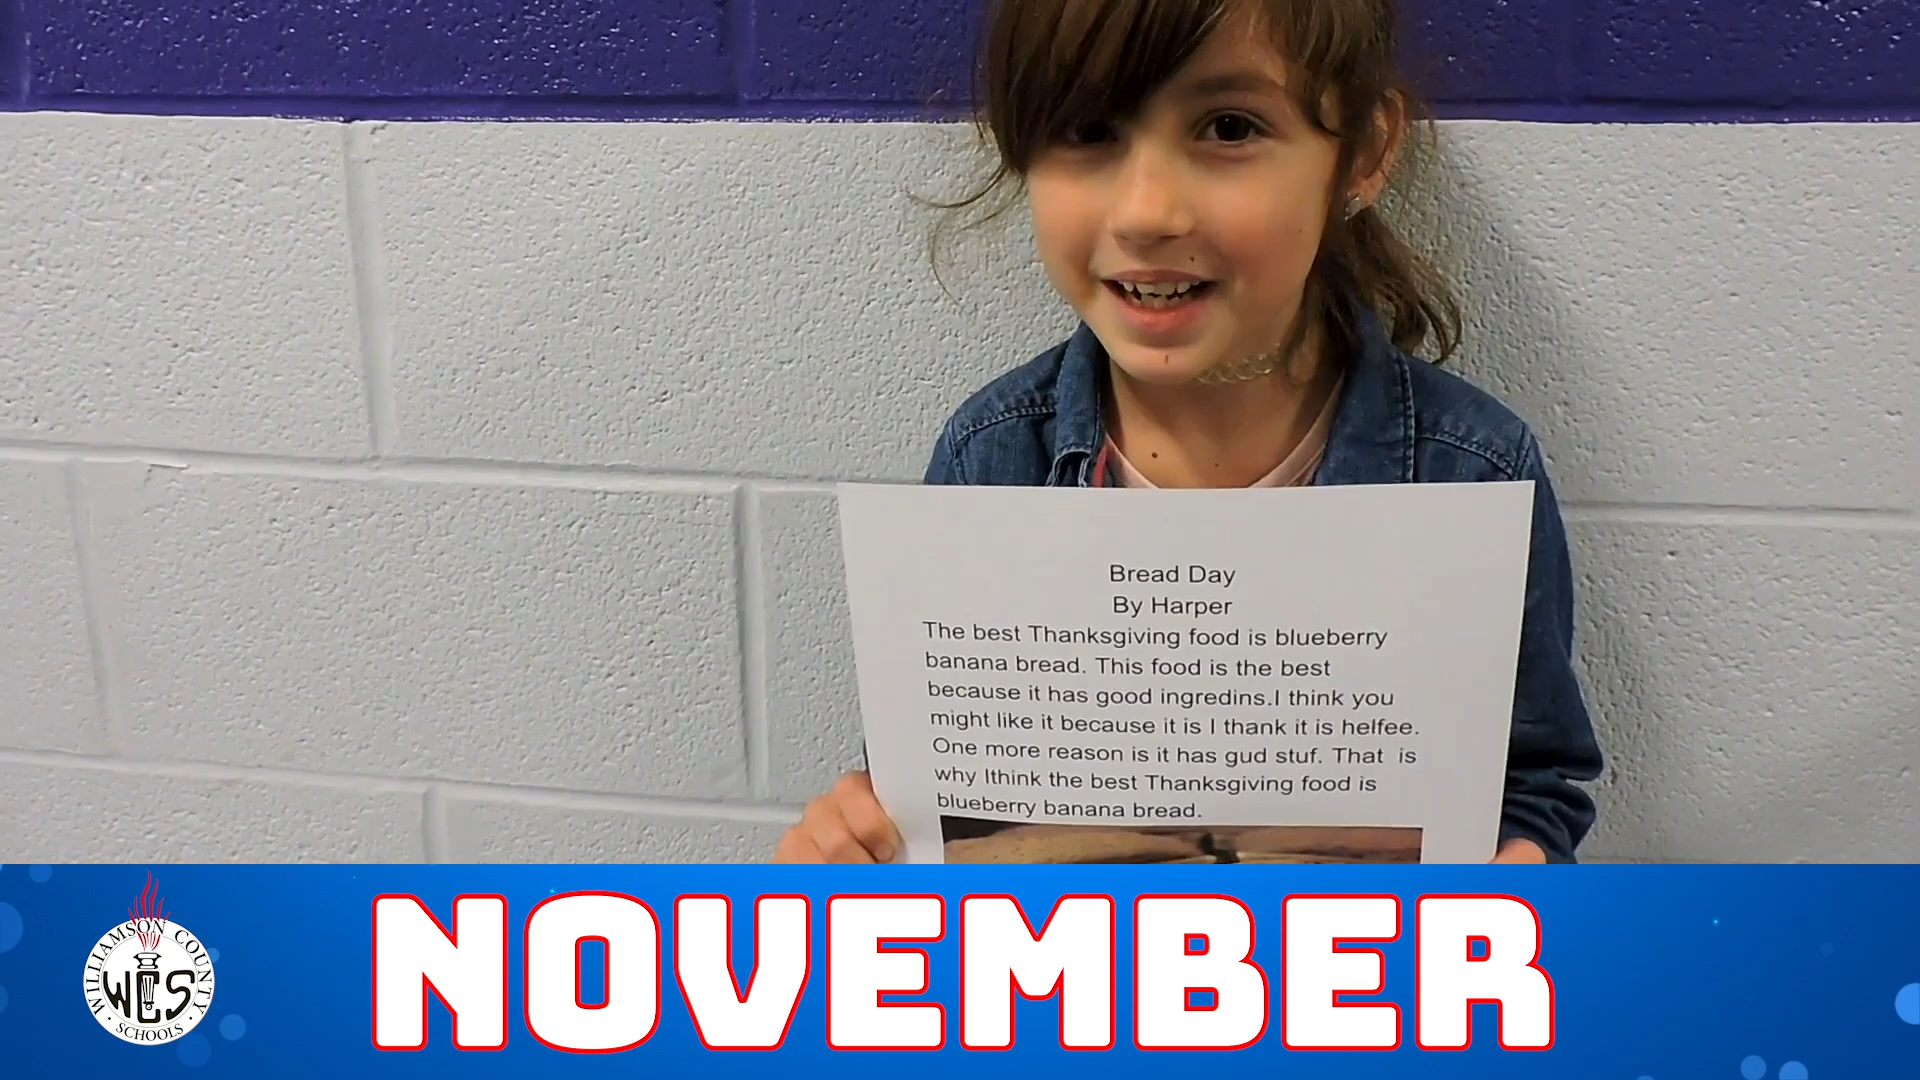 Bread Day
By Harper
The best Thanksgiving food is blueberry
banana bread. This food is the best
because it has good ingredins.I think you
might like it because it is I thank it is helfee.
One more reason is it has gud stuf. That  is
why Ithink the best Thanksgiving food is
blueberry banana bread.
WILLIAMSON COUNTY
WCS
· SCHOOLS ·
NOVEMBER